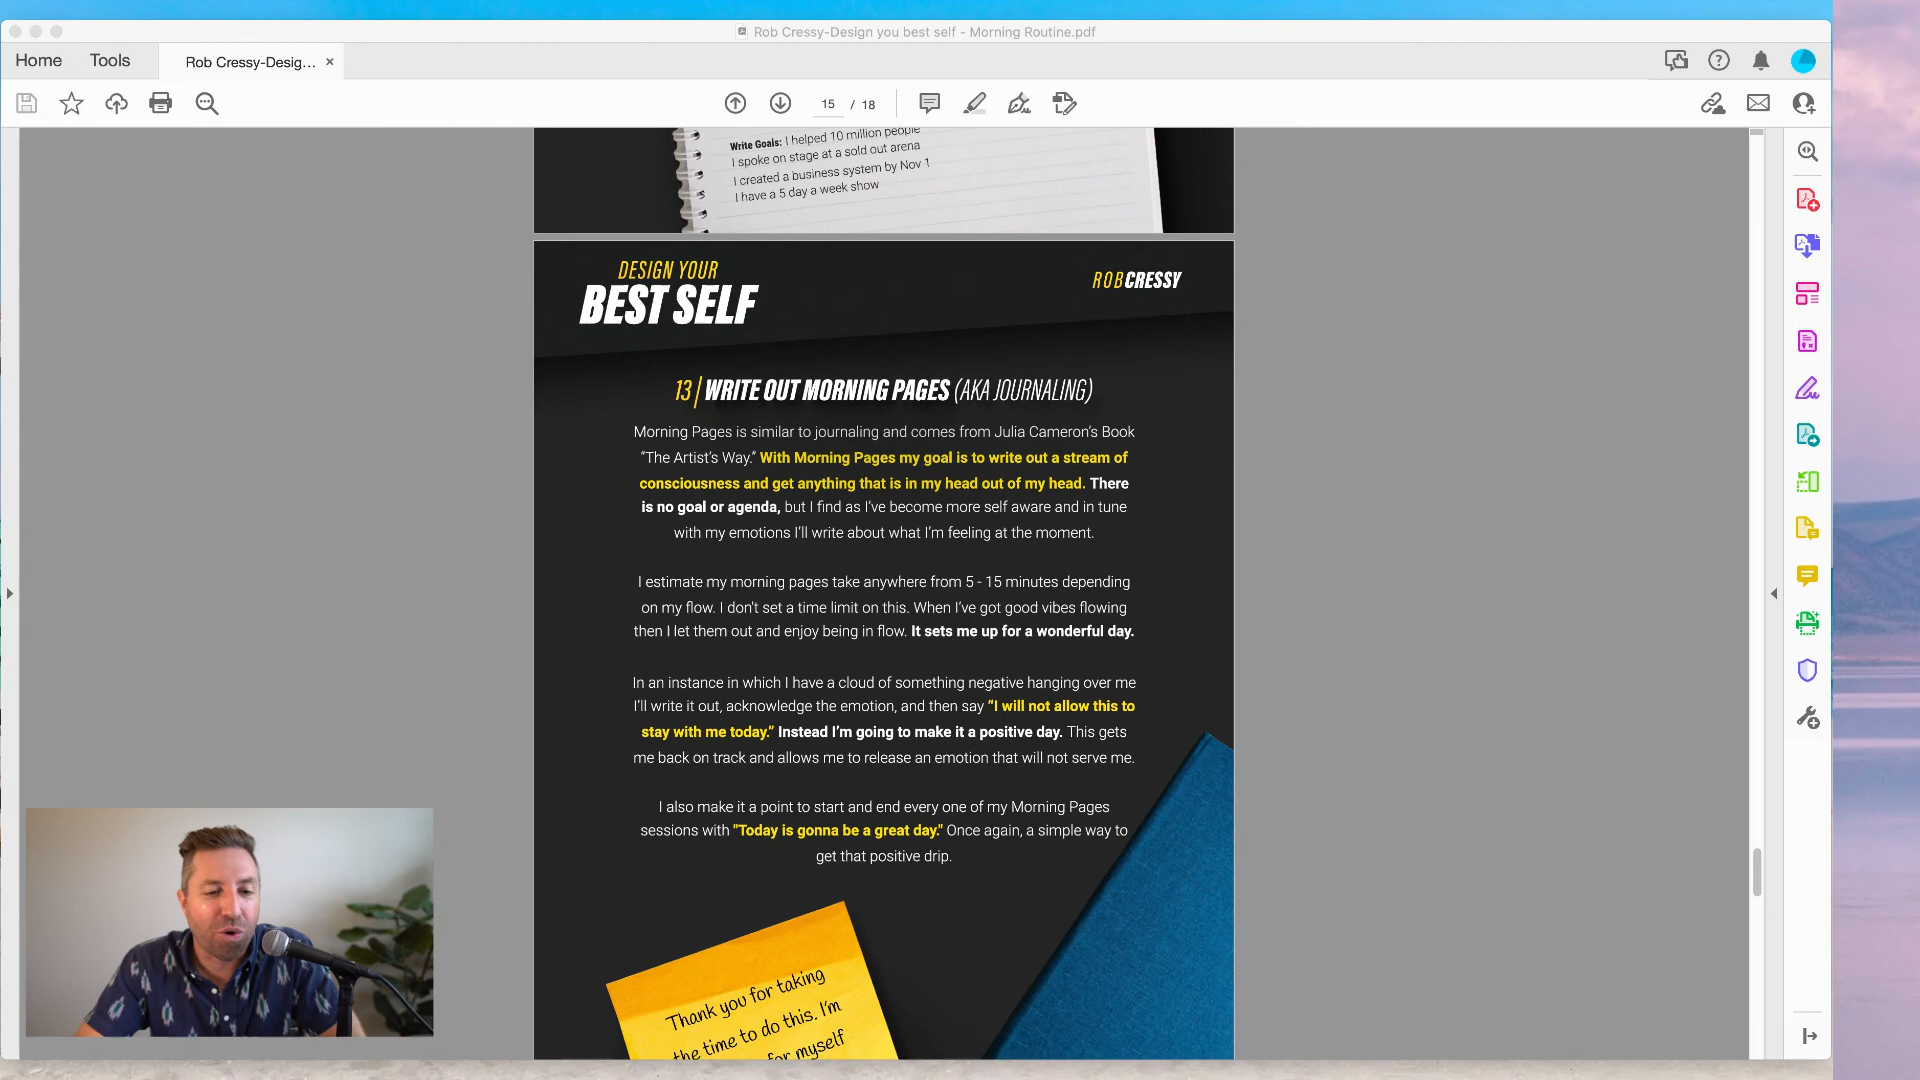 Rob Cressy-Design you best self - Morning Routine.pdf
Home Tools Rob Cressy-Desig... ×
15 / 18
Write Goals: I helped 10 million people
I spoke on stage at a sold out arena
I created a business system by Nov 1
I have a 5 day a week show
DESIGN YOUR
BEST SELF
ROBCRESSY
13 | WRITE OUT MORNING PAGES (AKA JOURNALING)
Morning Pages is similar to journaling and comes from Julia Cameron's Book
“The Artist's Way.” With Morning Pages my goal is to write out a stream of
consciousness and get anything that is in my head out of my head. There
is no goal or agenda, but I find as I've become more self aware and in tune
with my emotions I'll write about what I'm feeling at the moment.
I estimate my morning pages take anywhere from 5 - 15 minutes depending
on my flow. I don't set a time limit on this. When I've got good vibes flowing
then I let them out and enjoy being in flow. It sets me up for a wonderful day.
In an instance in which I have a cloud of something negative hanging over me
I'll write it out, acknowledge the emotion, and then say “I will not allow this to
stay with me today.” Instead I'm going to make it a positive day. This gets
me back on track and allows me to release an emotion that will not serve me.
I also make it a point to start and end every one of my Morning Pages
sessions with "Today is gonna be a great day." Once again, a simple way to
get that positive drip.
Thank you for taking
the time to do this. I'm
for myself